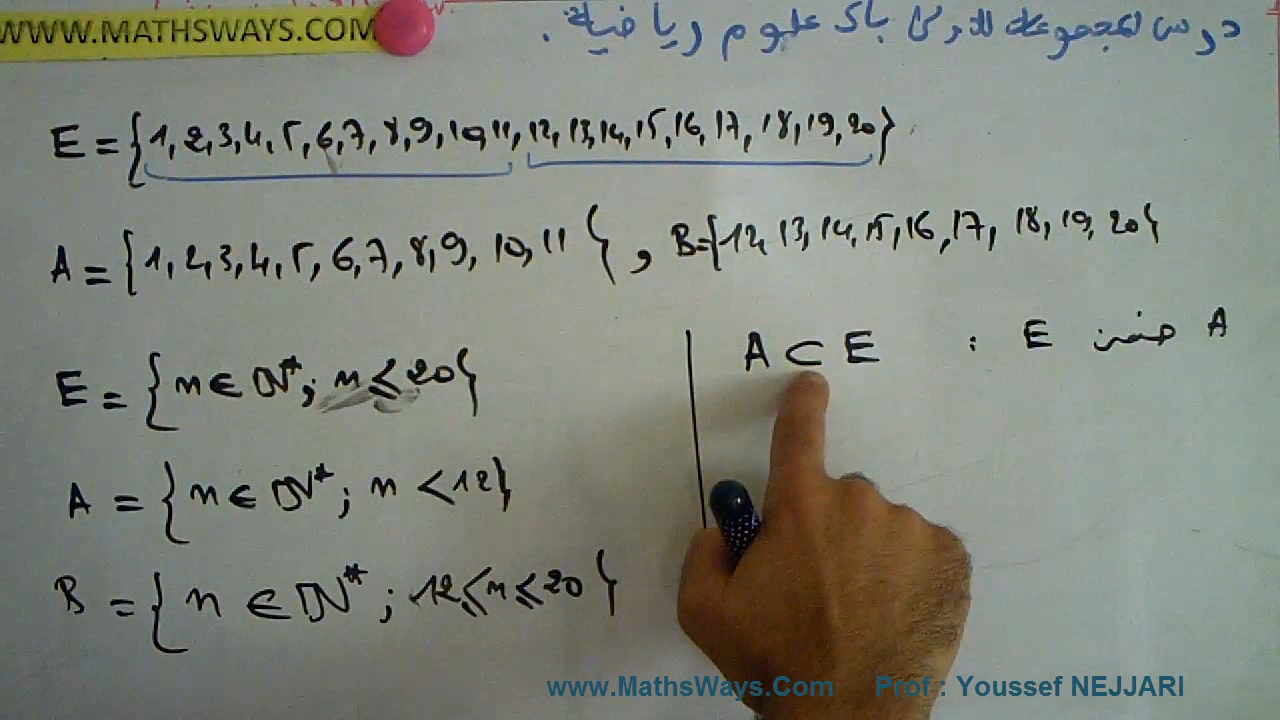 WWW.MATHSWAYS.COM
درس المجموعات الأولى باك علوم رياضية.
E = {1, 2, 3, 4, 5, 6, 7, 8, 9, 10, 11, 12, 13, 14, 15, 16, 17, 18, 19, 20}
A = {1, 2, 3, 4, 5, 6, 7, 8, 9, 10, 11} , B={12, 13, 14, 15, 16, 17, 18, 19, 20}
E = {n ∈ ℕ*; n ⩽ 20}
A ⊂ E : A ضمن E
A = {n ∈ ℕ*; n < 12}
B = {n ∈ ℕ*; 12 ⩽ n ⩽ 20}
www.MathsWays.Com Prof : Youssef NEJJARI